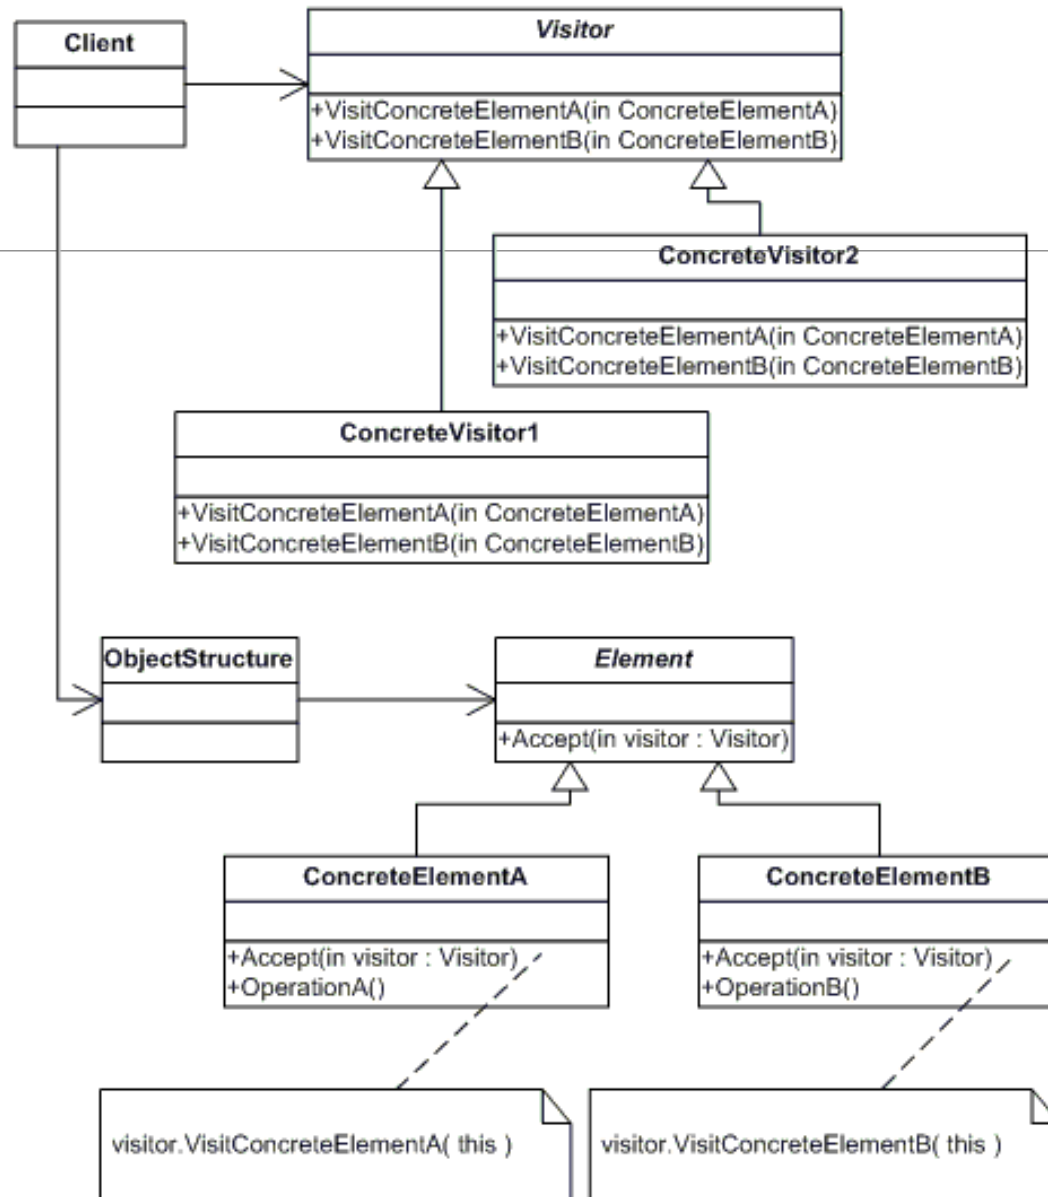 Client
Visitor
+VisitConcreteElementA(in ConcreteElementA)
+VisitConcreteElementB(in ConcreteElementB)
ConcreteVisitor2
+VisitConcreteElementA(in ConcreteElementA)
+VisitConcreteElementB(in ConcreteElementB)
ConcreteVisitor1
+VisitConcreteElementA(in ConcreteElementA)
+VisitConcreteElementB(in ConcreteElementB)
ObjectStructure
Element
+Accept(in visitor : Visitor)
ConcreteElementA
+Accept(in visitor : Visitor)
+OperationA()
ConcreteElementB
+Accept(in visitor : Visitor)
+OperationB()
visitor.VisitConcreteElementA( this )
visitor.VisitConcreteElementB( this )